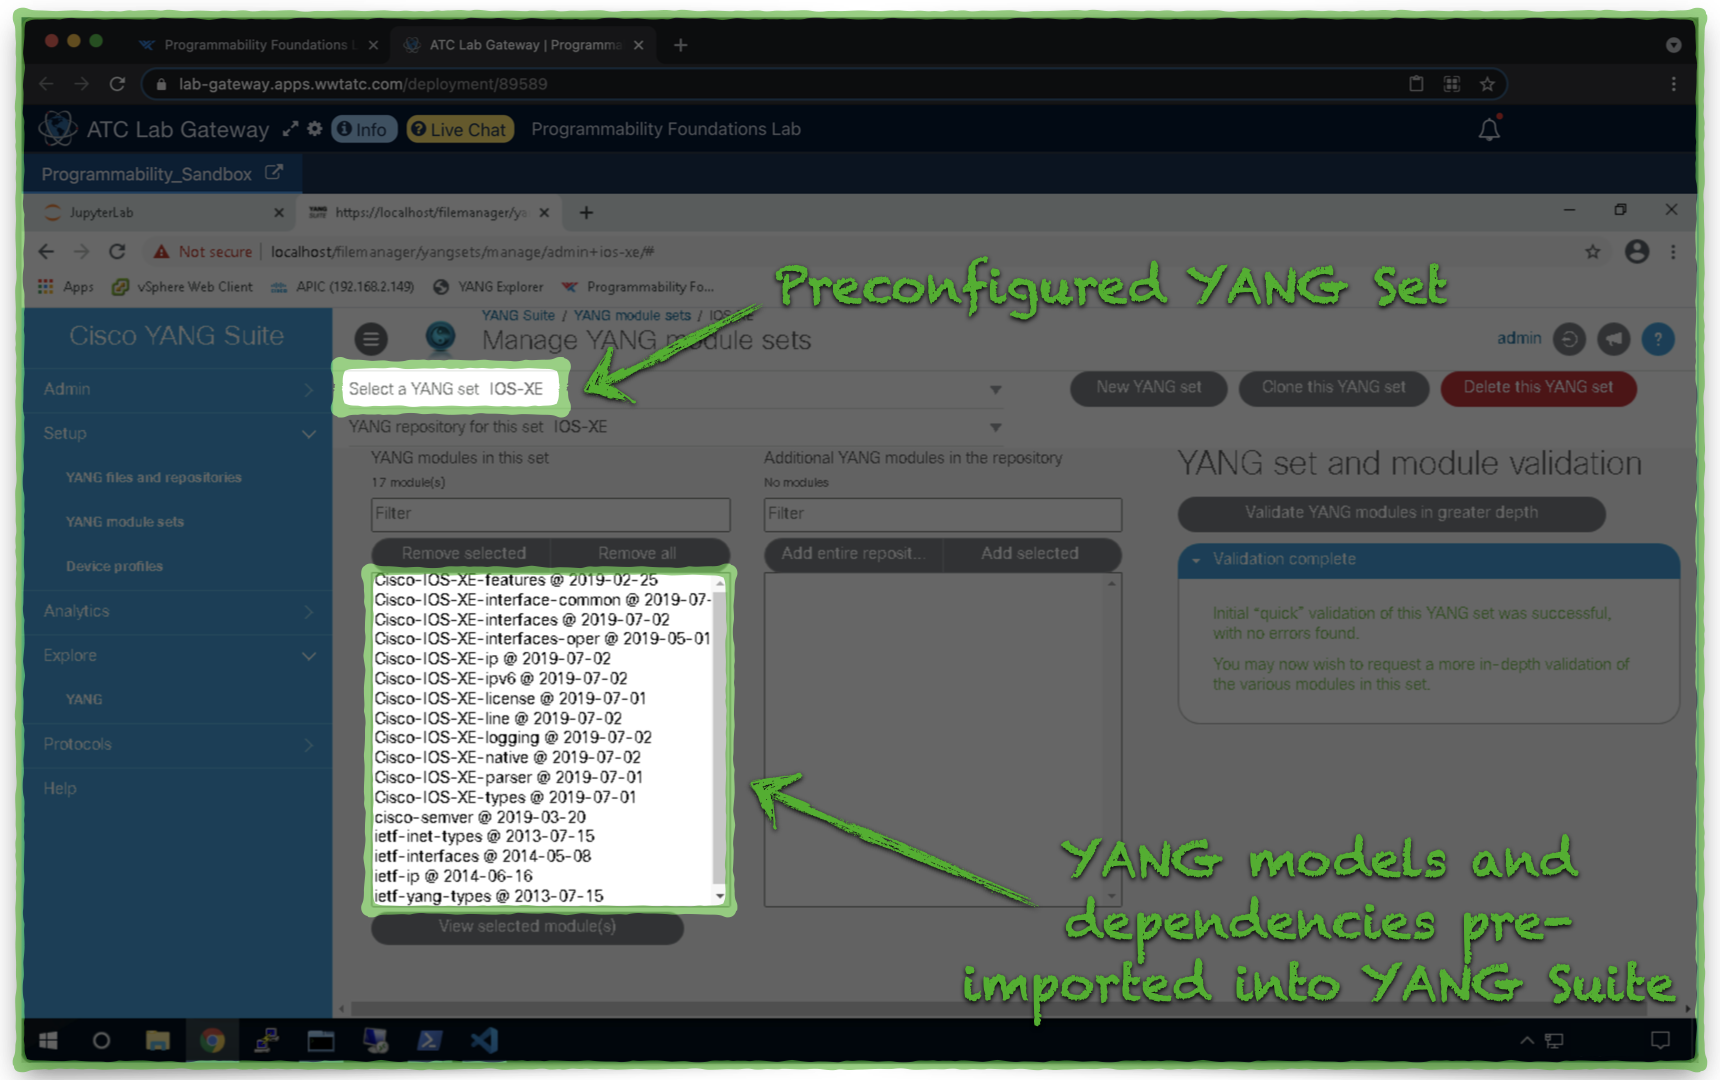 Programmability Foundations L
ATC Lab Gateway | Programma
lab-gateway.apps.wwtatc.com/deployment/89589
ATC Lab Gateway
Info
Live Chat
Programmability Foundations Lab
Programmability_Sandbox
JupyterLab
YANG SUITE
https://localhost/filemanager/ya
Not secure
localhost/filemanager/yangsets/manage/admin+ios-xe/#
Apps
vSphere Web Client
APIC (192.168.2.149)
YANG Explorer
Programmability Fo...
Preconfigured YANG Set
Cisco YANG Suite
YANG Suite / YANG module sets / IOS-XE
Manage YANG module sets
admin
?
Admin
Setup
YANG files and repositories
YANG module sets
Device profiles
Analytics
Explore
YANG
Protocols
Help
Select a YANG set IOS-XE
New YANG set
Clone this YANG set
Delete this YANG set
YANG repository for this set IOS-XE
YANG modules in this set
17 module(s)
Filter
Remove selected
Remove all
Cisco-IOS-XE-features @ 2019-02-25
Cisco-IOS-XE-interface-common @ 2019-07-
Cisco-IOS-XE-interfaces @ 2019-07-02
Cisco-IOS-XE-interfaces-oper @ 2019-05-01
Cisco-IOS-XE-ip @ 2019-07-02
Cisco-IOS-XE-ipv6 @ 2019-07-02
Cisco-IOS-XE-license @ 2019-07-01
Cisco-IOS-XE-line @ 2019-07-02
Cisco-IOS-XE-logging @ 2019-07-02
Cisco-IOS-XE-native @ 2019-07-02
Cisco-IOS-XE-parser @ 2019-07-01
Cisco-IOS-XE-types @ 2019-07-01
cisco-semver @ 2019-03-20
ietf-inet-types @ 2013-07-15
ietf-interfaces @ 2014-05-08
ietf-ip @ 2014-06-16
ietf-yang-types @ 2013-07-15
View selected module(s)
Additional YANG modules in the repository
No modules
Filter
Add entire reposit...
Add selected
YANG set and module validation
Validate YANG modules in greater depth
Validation complete
Initial "quick" validation of this YANG set was successful,
with no errors found.
You may now wish to request a more in-depth validation of
the various modules in this set.
YANG models and
dependencies pre-
imported into YANG Suite